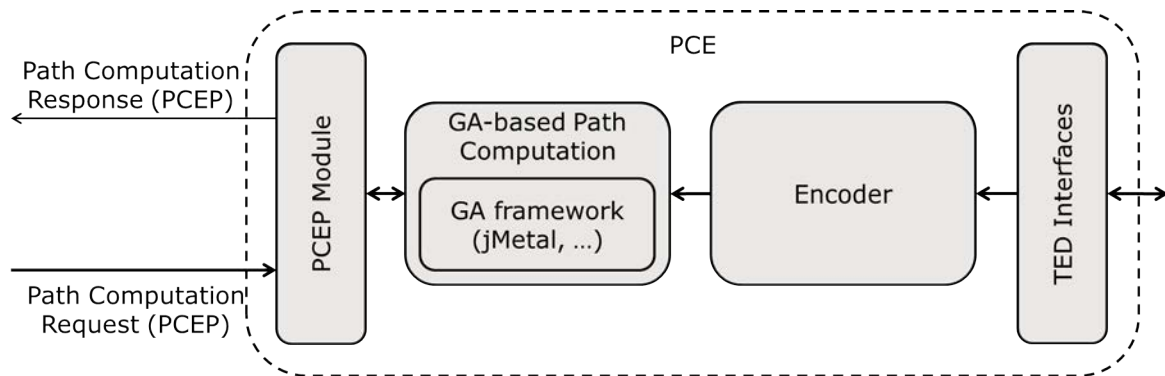 PCE
Path Computation
Response (PCEP)
Path Computation
Request (PCEP)
PCEP Module
GA-based Path
Computation
GA framework
(jMetal, ...)
Encoder
TED Interfaces